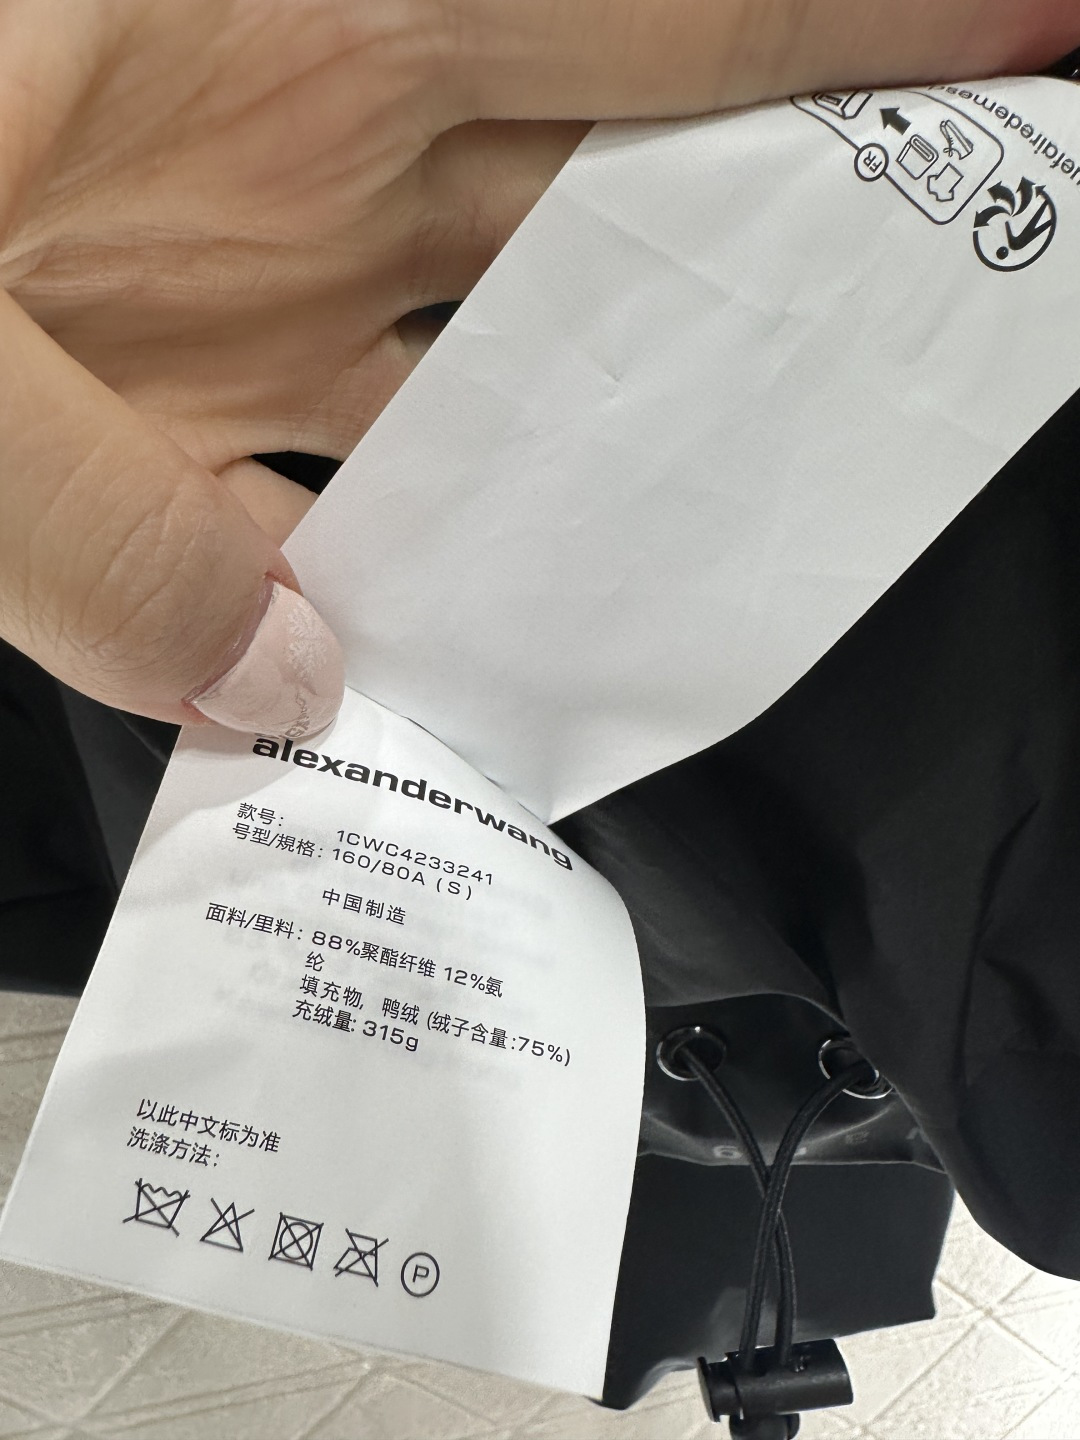 FR
alexanderwang
款号： 1CWC4233241
号型/規格：160/80A (S)
中国制造
面料/里料：88%聚酯纤维 12%氨
纶
填充物, 鸭绒 (绒子含量:75%)
充绒量: 315g
以此中文标为准
洗涤方法：
P